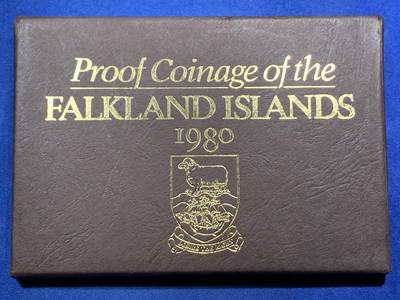 Proof Coinage of the
FALKLAND ISLANDS
1980